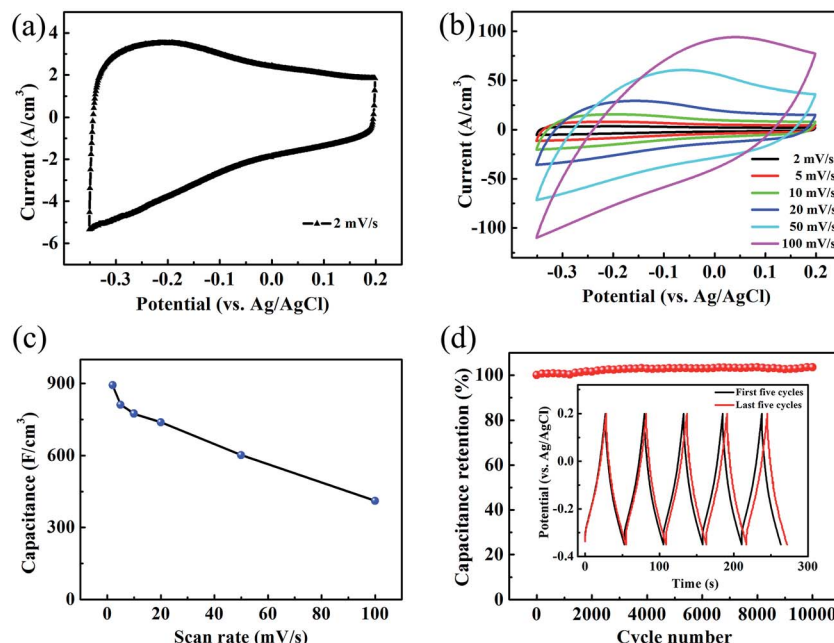 (a)
4
2
0
-2
-4
-6
Current (A/cm³)
2 mV/s
-0.3 -0.2 -0.1 0.0 0.1 0.2
Potential (vs. Ag/AgCl)
(b)
100
50
0
-50
-100
Current (A/cm³)
2 mV/s
5 mV/s
10 mV/s
20 mV/s
50 mV/s
100 mV/s
-0.3 -0.2 -0.1 0.0 0.1 0.2
Potential (vs. Ag/AgCl)
(c)
900
750
600
450
300
0
Capacitance (F/cm³)
0 20 40 60 80 100
Scan rate (mV/s)
(d)
100
80
60
40
20
0
Capacitance retention (%)
First five cycles
Last five cycles
0.2
0.0
-0.3
-0.4
Potential (vs. Ag/AgCl)
0 100 200 300
Time (s)
0 2000 4000 6000 8000 10000
Cycle number